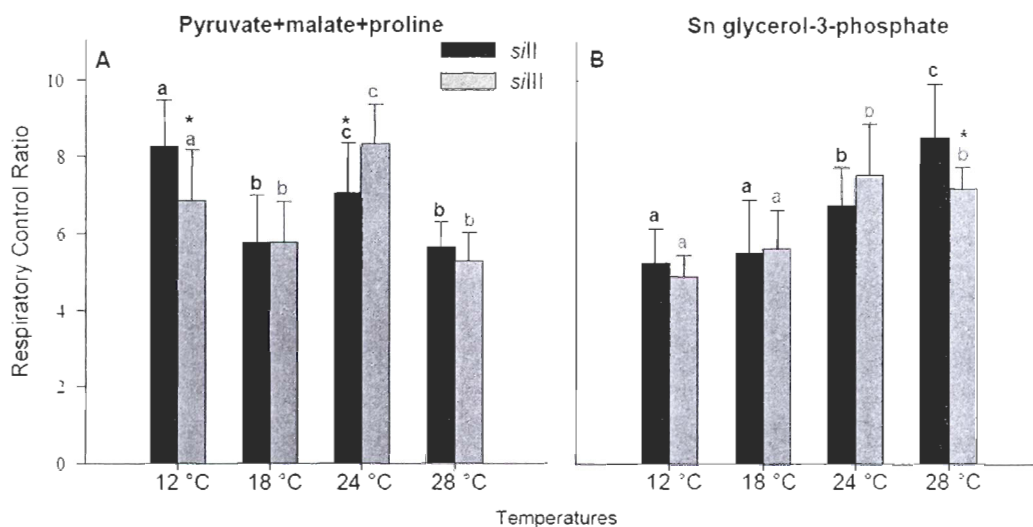 Pyruvate+malate+proline
Sn glycerol-3-phosphate
A
siII
siIII
B
Respiratory Control Ratio
10
8
6
4
2
0
a
*
a
b
b
*
c
c
b
b
a
a
a
a
b
b
c
*
b
12 °C
18 °C
24 °C
28 °C
12 °C
18 °C
24 °C
28 °C
Temperatures